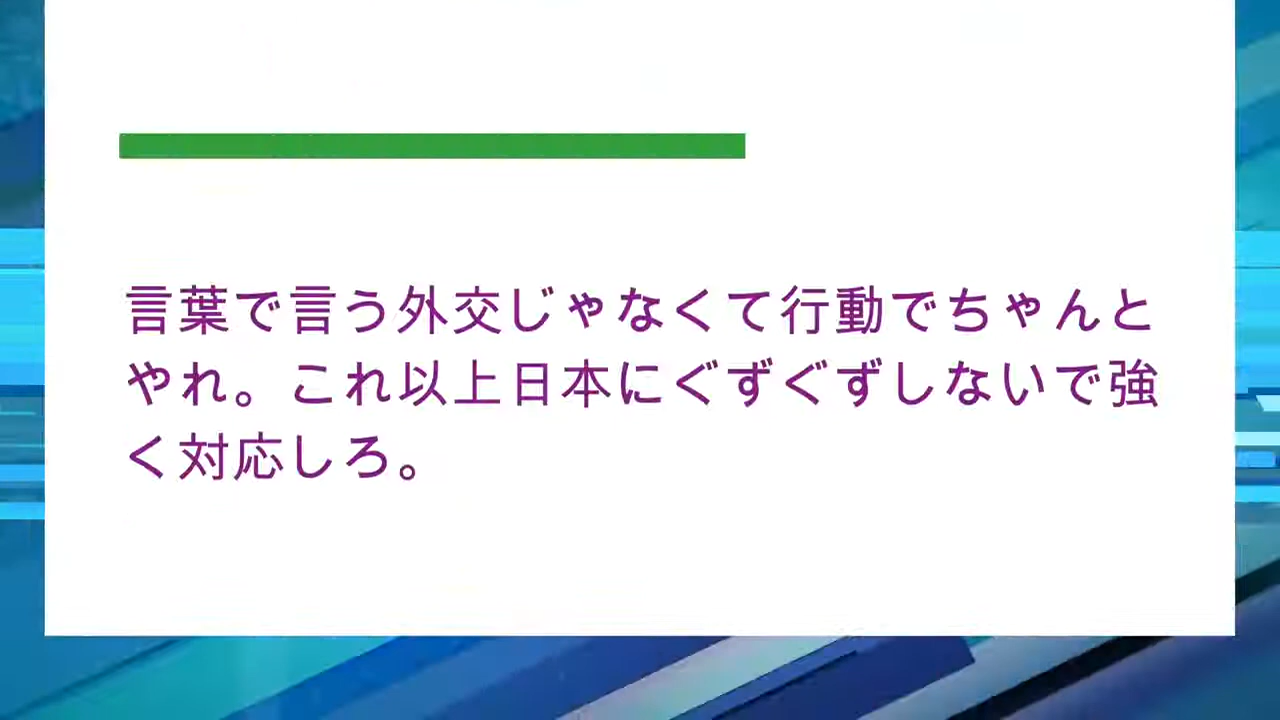 言葉で言う外交じゃなくて行動でちゃんと
やれ。これ以上日本にぐずぐずしないで強
く対応しろ。